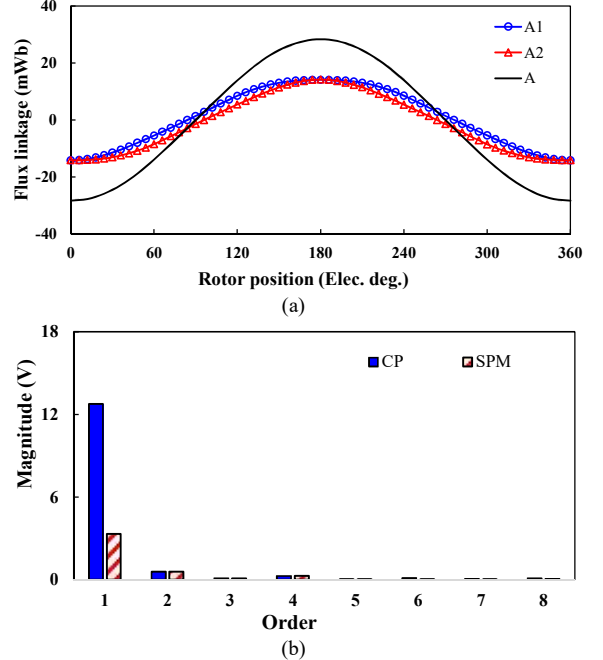 40
20
0
-20
-40
Flux linkage (mWb)
A1
A2
A
0 60 120 180 240 300 360
Rotor position (Elec. deg.)
(a)
18
12
6
0
Magnitude (V)
CP SPM
1 2 3 4 5 6 7 8
Order
(b)